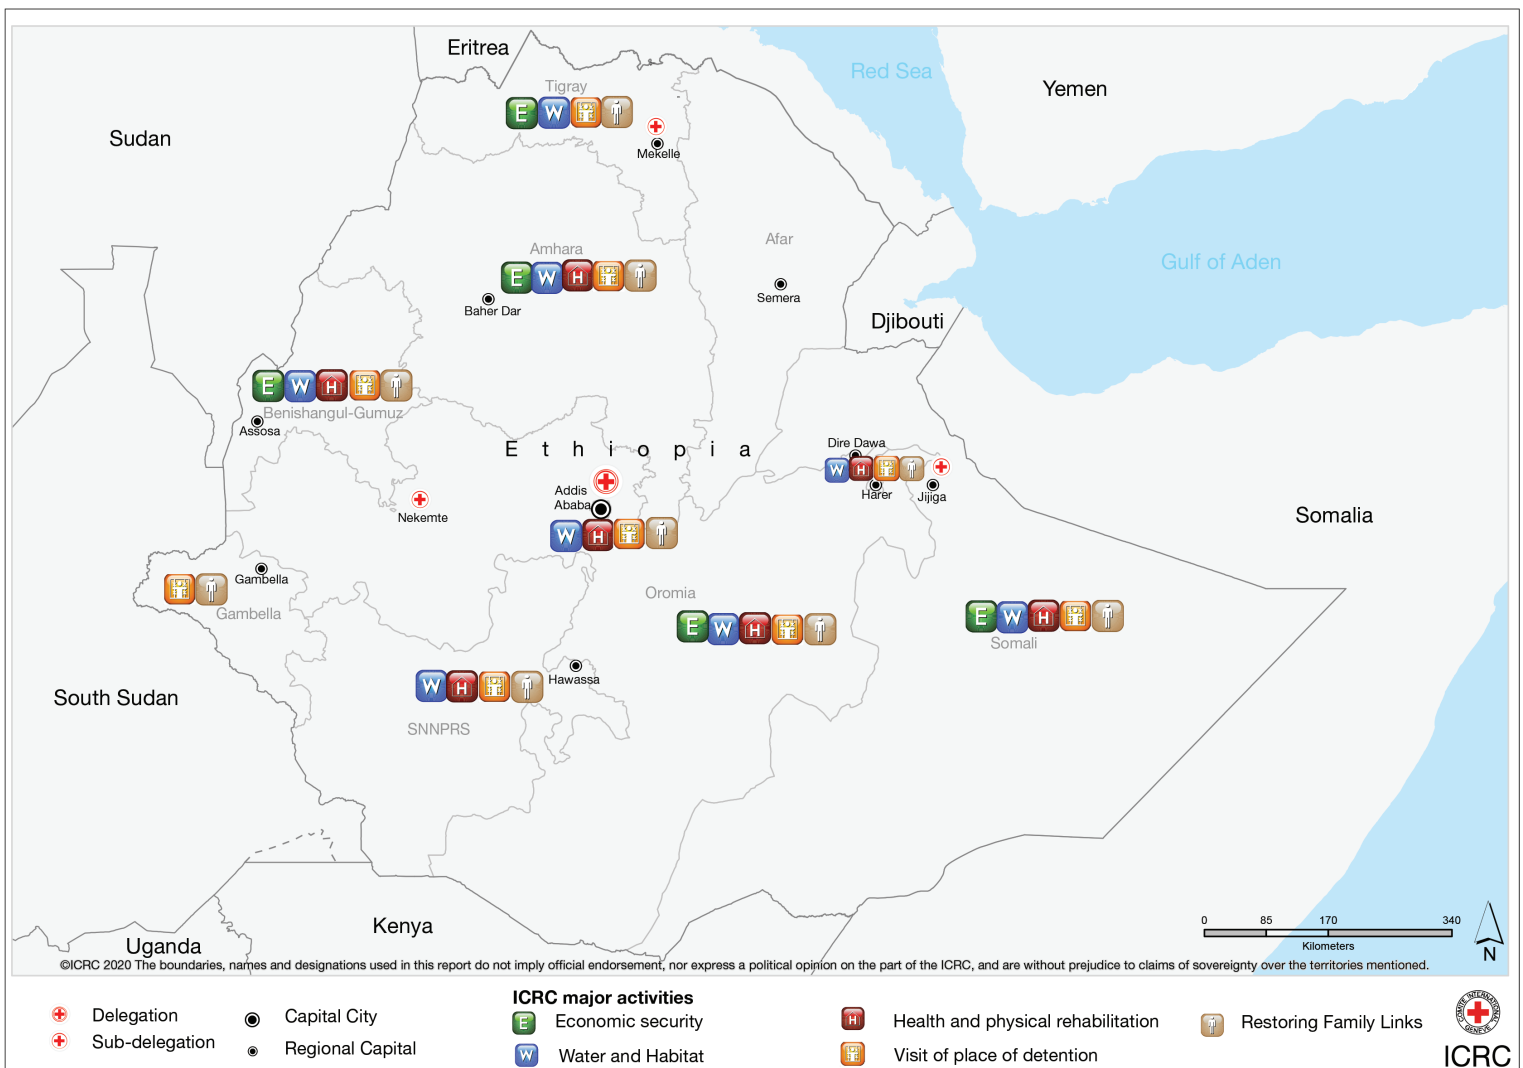 Eritrea
Red Sea
Yemen
Tigray
E W
Sudan
Mekelle
Amhara
Afar
E W H
Gulf of Aden
Semera
Baher Dar
Djibouti
E W H
Benishangul-Gumuz
Assosa
Ethiopia
Dire Dawa
W H
Harer
Jijiga
Addis
Ababa
Nekemte
Somalia
W H
Gambella
Gambella
Oromia
E W H
E W H
Somali
Hawassa
W H
South Sudan
SNNPRS
0 85 170 340
Kilometers
N
Kenya
Uganda
©ICRC 2020 The boundaries, names and designations used in this report do not imply official endorsement, nor express a political opinion on the part of the ICRC, and are without prejudice to claims of sovereignty over the territories mentioned.
Delegation
Sub-delegation
Capital City
Regional Capital
ICRC major activities
E Economic security
W Water and Habitat
H Health and physical rehabilitation
Visit of place of detention
Restoring Family Links
COMITE INTERNATIONAL
GENEVE
ICRC